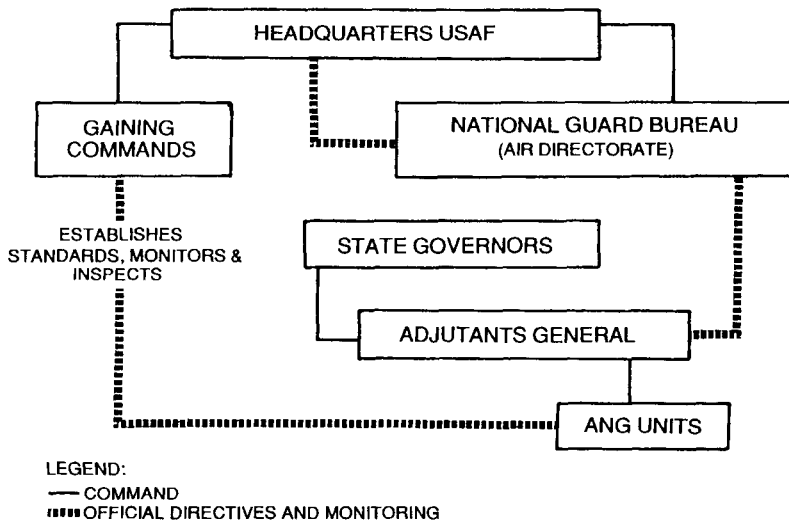 HEADQUARTERS USAF
GAINING
COMMANDS
NATIONAL GUARD BUREAU
(AIR DIRECTORATE)
ESTABLISHES
STANDARDS, MONITORS &
INSPECTS
STATE GOVERNORS
ADJUTANTS GENERAL
ANG UNITS
LEGEND:
COMMAND
OFFICIAL DIRECTIVES AND MONITORING